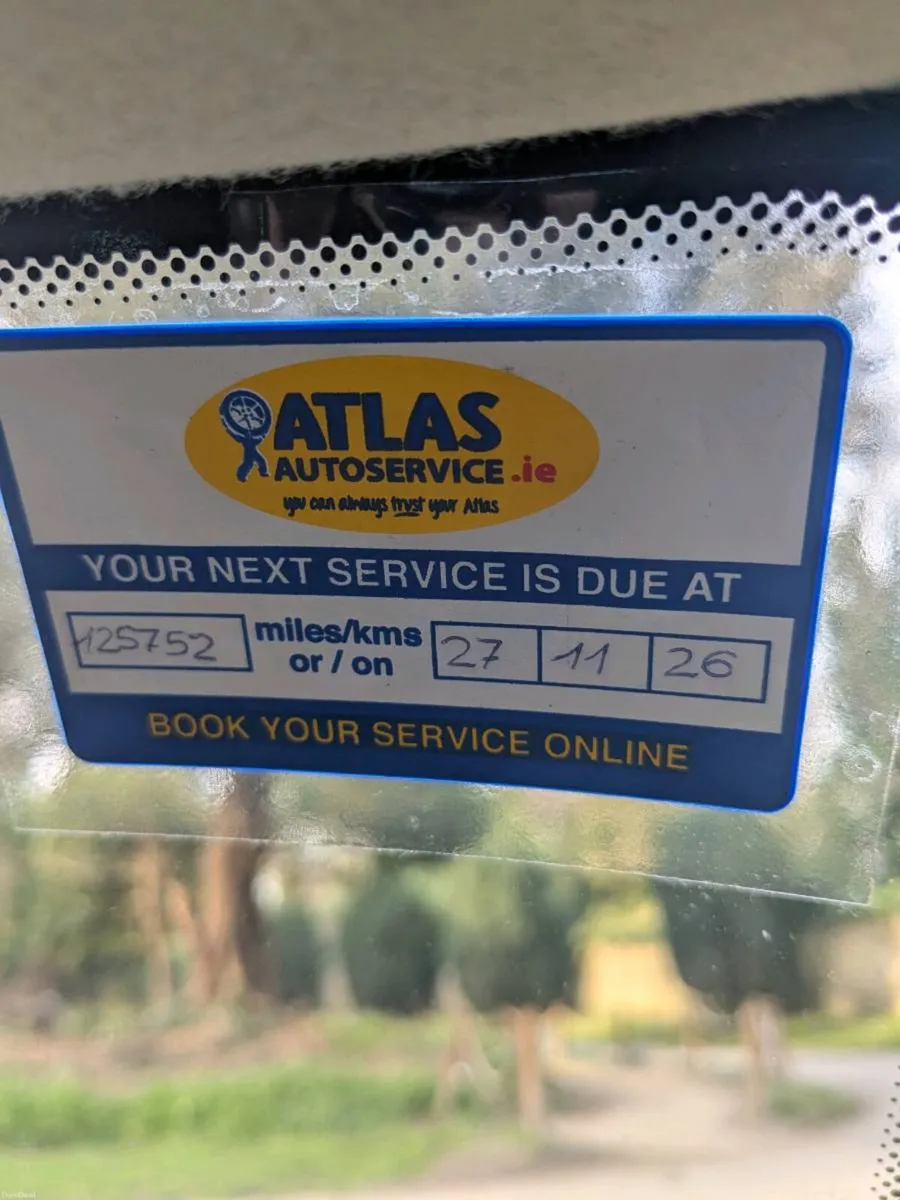 ATLAS
AUTOSERVICE.ie
you can always trust your Atlas
YOUR NEXT SERVICE IS DUE AT
125752 miles/kms or / on 27 11 26
BOOK YOUR SERVICE ONLINE
DoneDeal